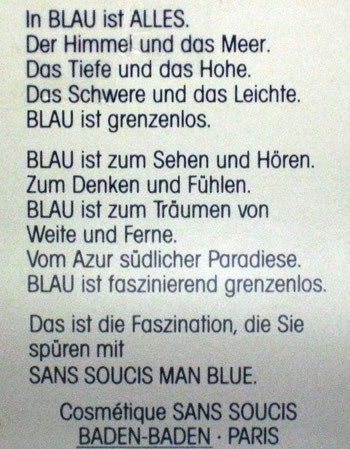 In BLAU ist ALLES.
Der Himmel und das Meer.
Das Tiefe und das Hohe.
Das Schwere und das Leichte.
BLAU ist grenzenlos.
BLAU ist zum Sehen und Hören.
Zum Denken und Fühlen.
BLAU ist zum Träumen von
Weite und Ferne.
Vom Azur südlicher Paradiese.
BLAU ist faszinierend grenzenlos.
Das ist die Faszination, die Sie
spüren mit
SANS SOUCIS MAN BLUE.
Cosmétique SANS SOUCIS
BADEN-BADEN · PARIS